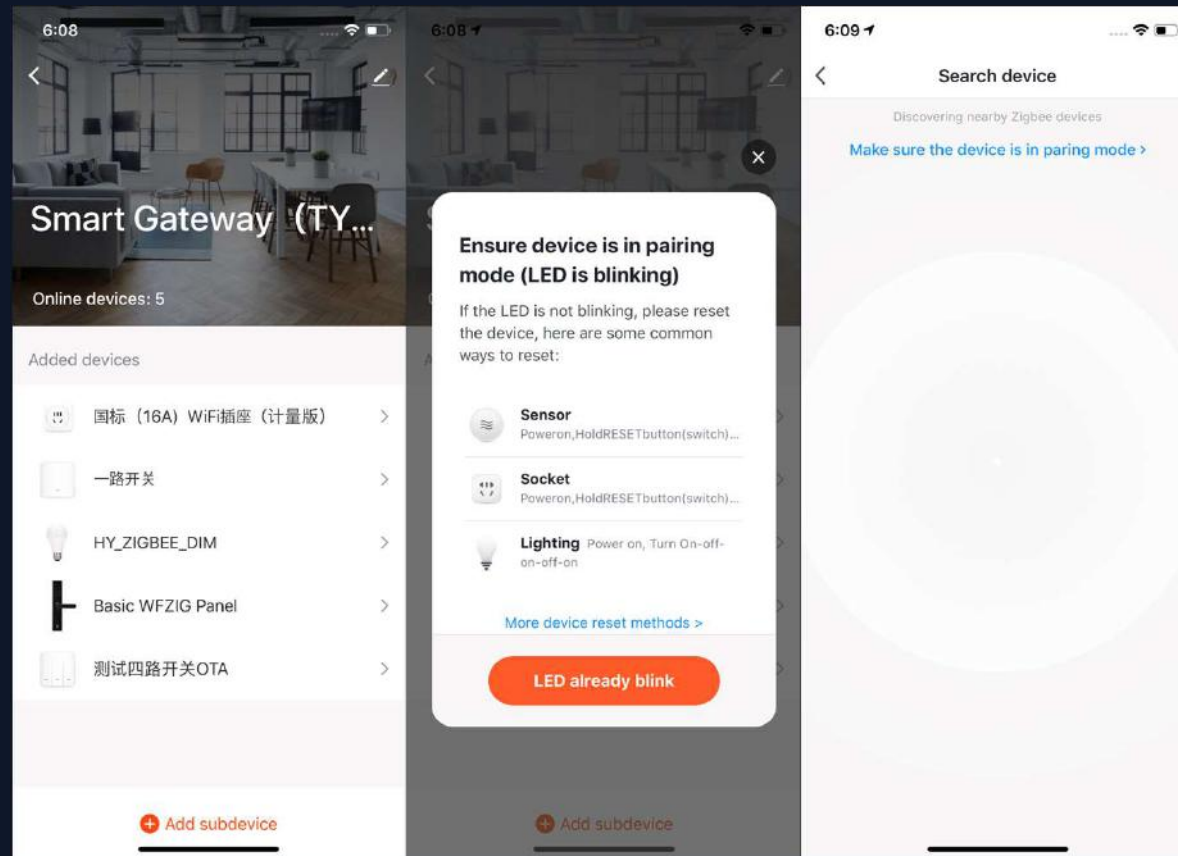 6:08
Smart Gateway（TY...
Online devices: 5
Added devices
国标（16A）WiFi插座（计量版）
一路开关
HY_ZIGBEE_DIM
Basic WFZIG Panel
测试四路开关OTA
Add subdevice
6:08
Ensure device is in pairing
mode (LED is blinking)
If the LED is not blinking, please reset
the device, here are some common
ways to reset:
Sensor
Poweron,HoldRESETbutton(switch)...
Socket
Poweron,HoldRESETbutton(switch)...
Lighting Power on, Turn On-off-
on-off-on
More device reset methods >
LED already blink
Add subdevice
6:09
Search device
Discovering nearby Zigbee devices
Make sure the device is in paring mode >